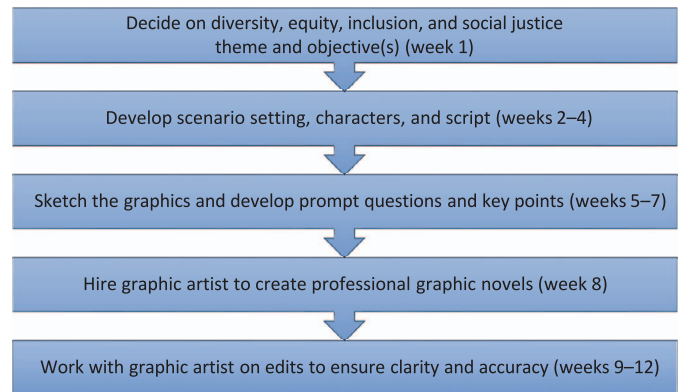 Decide on diversity, equity, inclusion, and social justice
theme and objective(s) (week 1)
Develop scenario setting, characters, and script (weeks 2–4)
Sketch the graphics and develop prompt questions and key points (weeks 5–7)
Hire graphic artist to create professional graphic novels (week 8)
Work with graphic artist on edits to ensure clarity and accuracy (weeks 9–12)